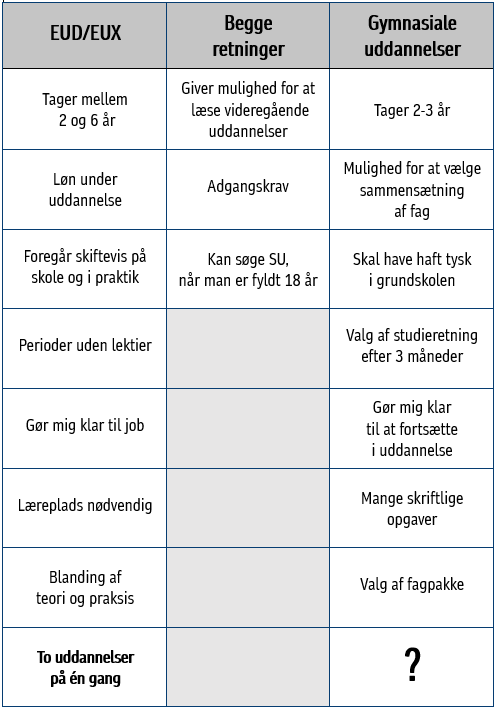 EUD/EUX
Begge
retninger
Gymnasiale
uddannelser
Tager mellem
2 og 6 år
Giver mulighed for at
læse videregående
uddannelser
Tager 2-3 år
Løn under
uddannelse
Adgangskrav
Mulighed for at vælge
sammensætning
af fag
Foregår skiftevis på
skole og i praktik
Kan søge SU,
når man er fyldt 18 år
Skal have haft tysk
i grundskolen
Perioder uden lektier
Valg af studieretning
efter 3 måneder
Gør mig klar til job
Gør mig klar
til at fortsætte
i uddannelse
Læreplads nødvendig
Mange skriftlige
opgaver
Blanding af
teori og praksis
Valg af fagpakke
To uddannelser
på én gang
?